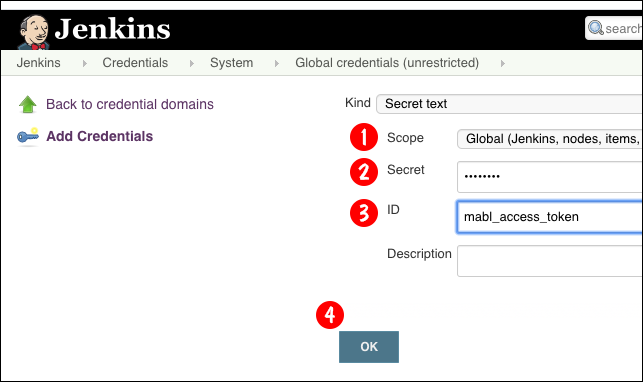 Jenkins
search
Jenkins Credentials System Global credentials (unrestricted)
Back to credential domains
Add Credentials
Kind Secret text
1 Scope Global (Jenkins, nodes, items,
2 Secret ••••••••
3 ID mabl_access_token
Description
4
OK